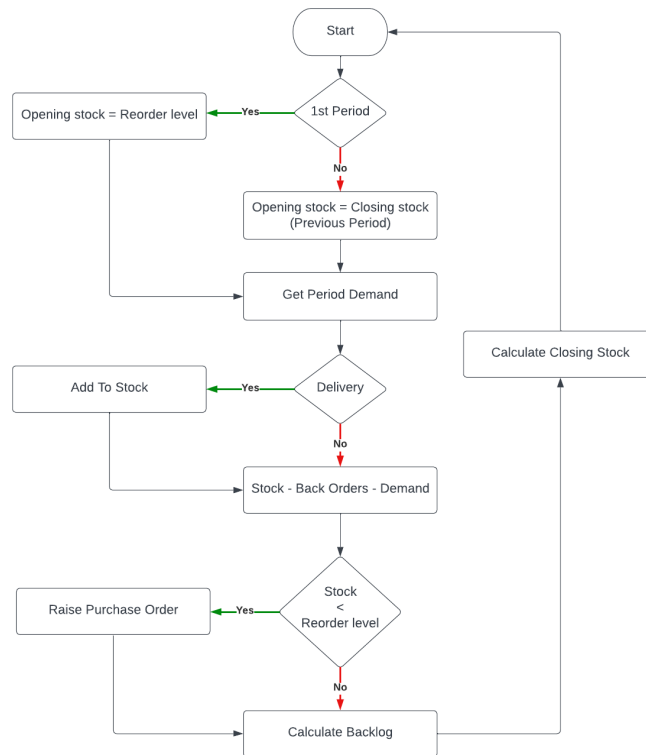 Start
1st Period
Yes
Opening stock = Reorder level
No
Opening stock = Closing stock
(Previous Period)
Get Period Demand
Calculate Closing Stock
Delivery
Yes
Add To Stock
No
Stock - Back Orders - Demand
Stock
<
Reorder level
Yes
Raise Purchase Order
No
Calculate Backlog